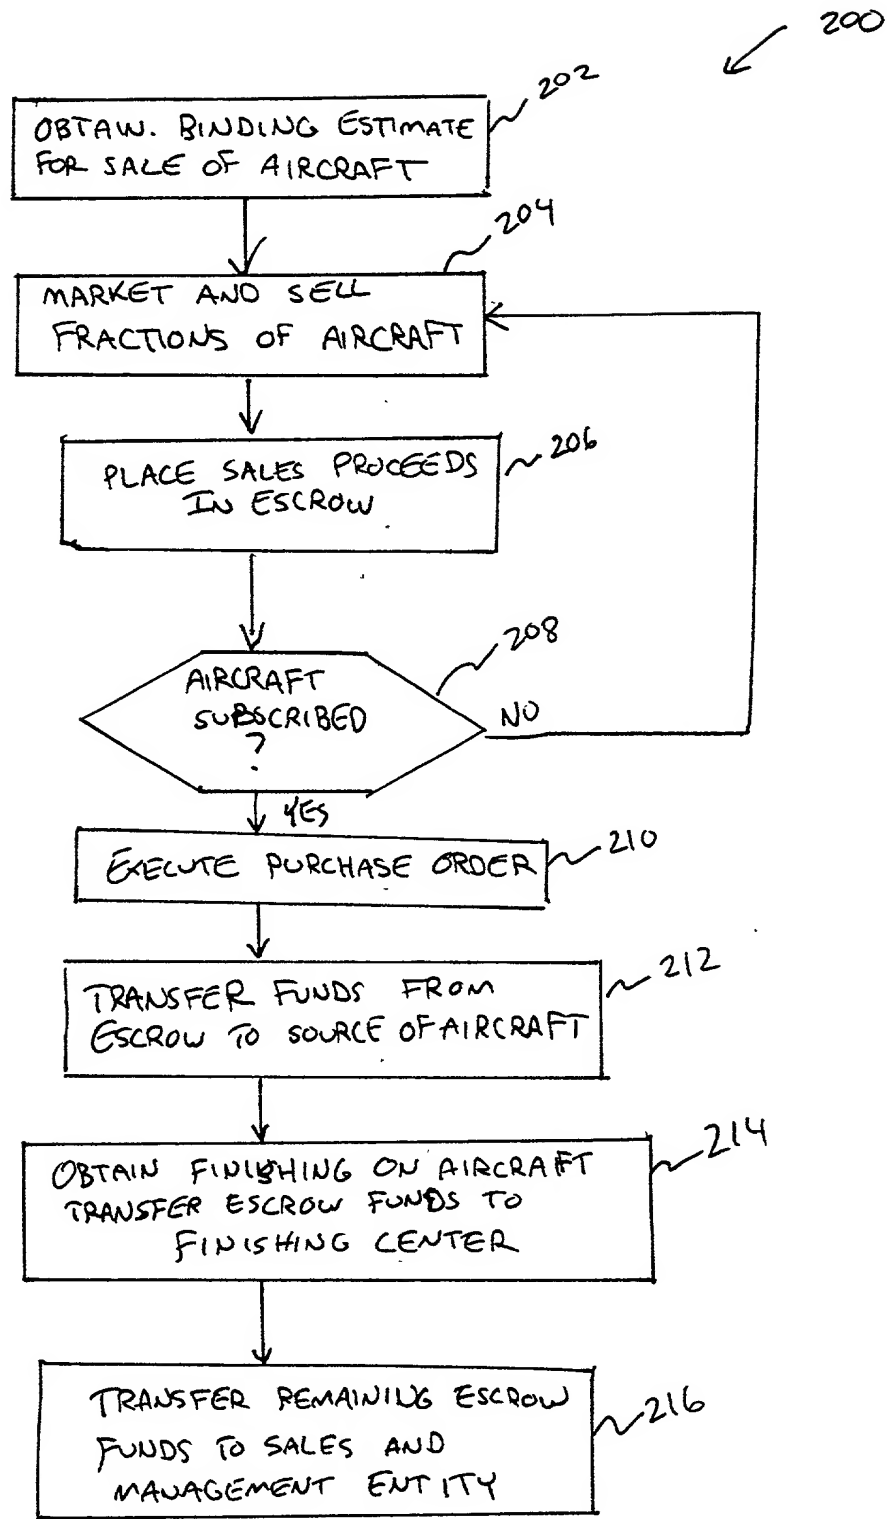 200
202
OBTAIN. BINDING ESTIMATE
FOR SALE OF AIRCRAFT
204
MARKET AND SELL
FRACTIONS OF AIRCRAFT
206
PLACE SALES PROCEEDS
IN ESCROW
208
AIRCRAFT
SUBSCRIBED
?
NO
YES
EXECUTE PURCHASE ORDER
210
TRANSFER FUNDS FROM
ESCROW TO SOURCE OF AIRCRAFT
212
OBTAIN FINISHING ON AIRCRAFT
TRANSFER ESCROW FUNDS TO
FINISHING CENTER
214
TRANSFER REMAINING ESCROW
FUNDS TO SALES AND
MANAGEMENT ENTITY
216